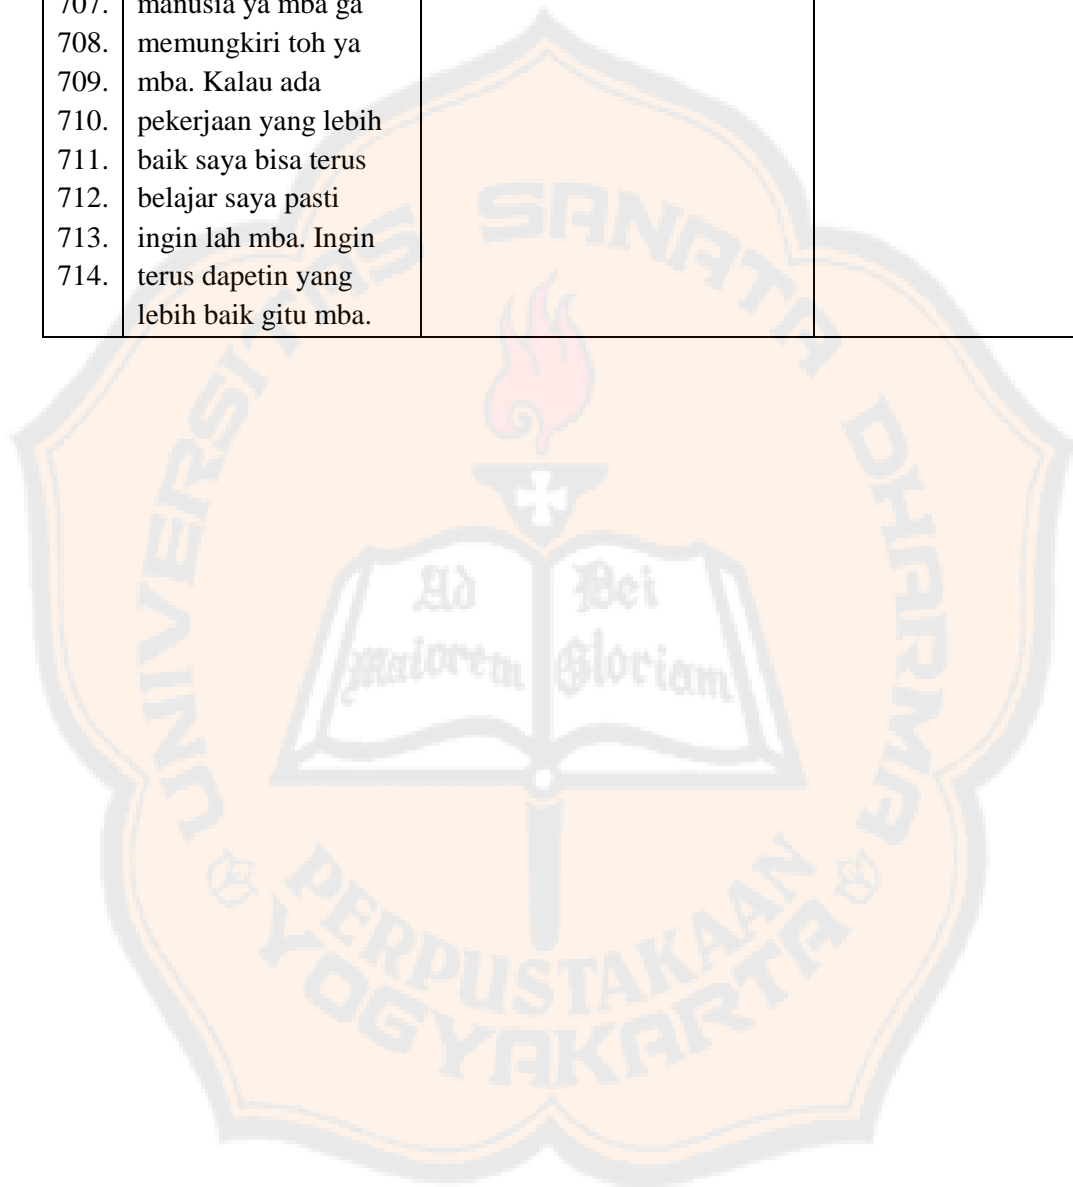 707. manusia ya mba ga
708. memungkiri toh ya
709. mba. Kalau ada
710. pekerjaan yang lebih
711. baik saya bisa terus
712. belajar saya pasti
713. ingin lah mba. Ingin
714. terus dapetin yang
lebih baik gitu mba.
UNIVERSITAS SANATA DHARMA
Ad Dei
maiorem Gloriam
PERPUSTAKAAN
YOGYAKARTA